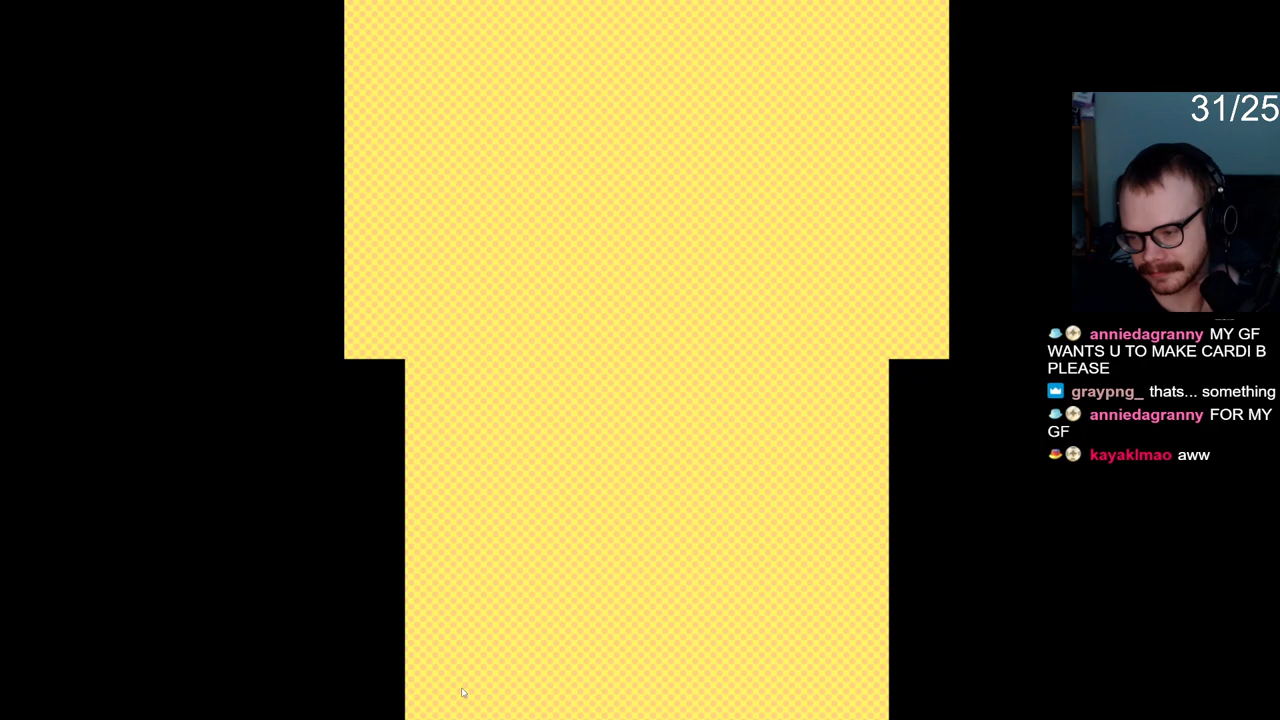 31/25
anniedagranny MY GF
WANTS U TO MAKE CARDI B
PLEASE
graypng_ thats... something
anniedagranny FOR MY
GF
kayaklmao aww